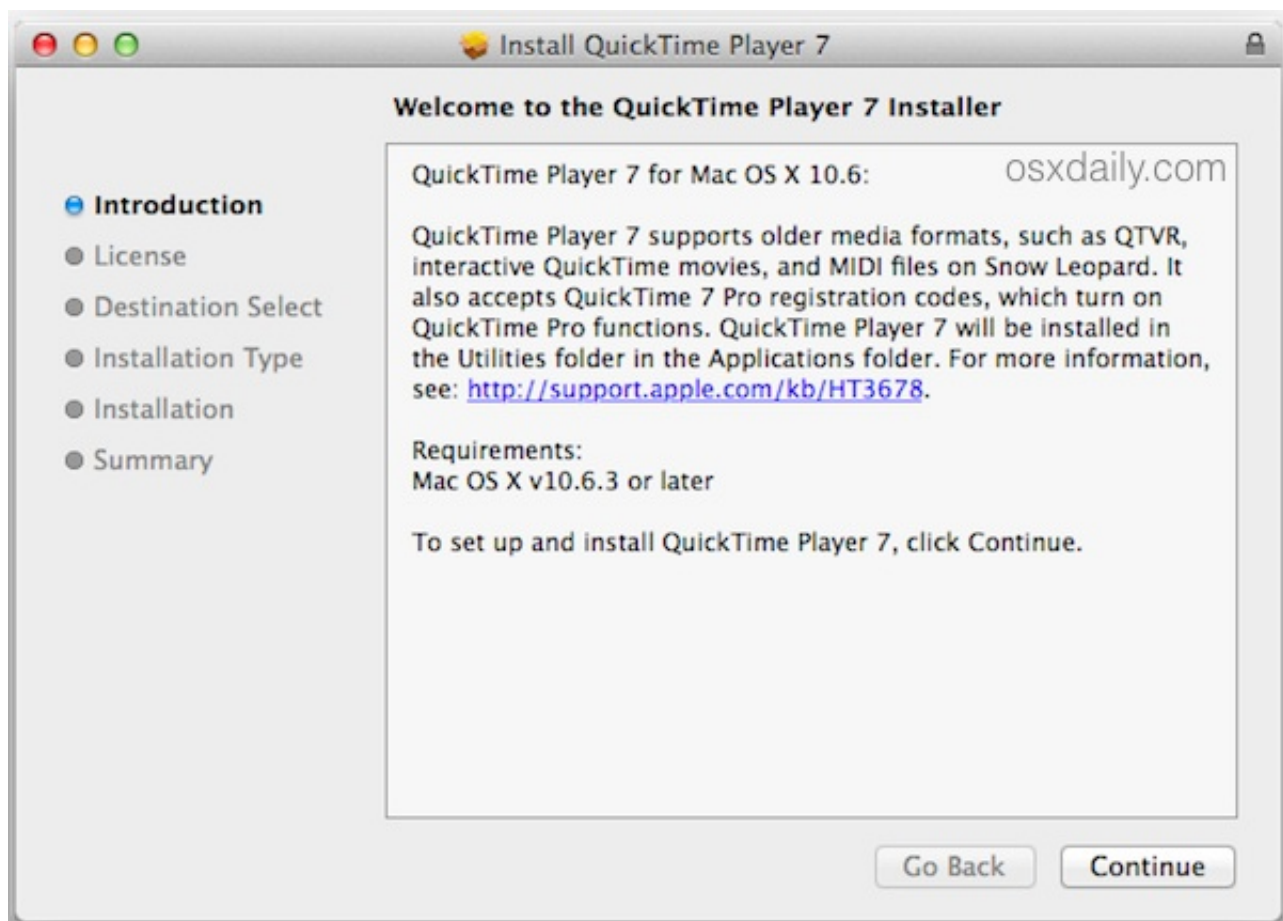 Install QuickTime Player 7
Welcome to the QuickTime Player 7 Installer
Introduction
License
Destination Select
Installation Type
Installation
Summary
osxdaily.com
QuickTime Player 7 for Mac OS X 10.6:
QuickTime Player 7 supports older media formats, such as QTVR,
interactive QuickTime movies, and MIDI files on Snow Leopard. It
also accepts QuickTime 7 Pro registration codes, which turn on
QuickTime Pro functions. QuickTime Player 7 will be installed in
the Utilities folder in the Applications folder. For more information,
see: http://support.apple.com/kb/HT3678.
Requirements:
Mac OS X v10.6.3 or later
To set up and install QuickTime Player 7, click Continue.
Go Back
Continue